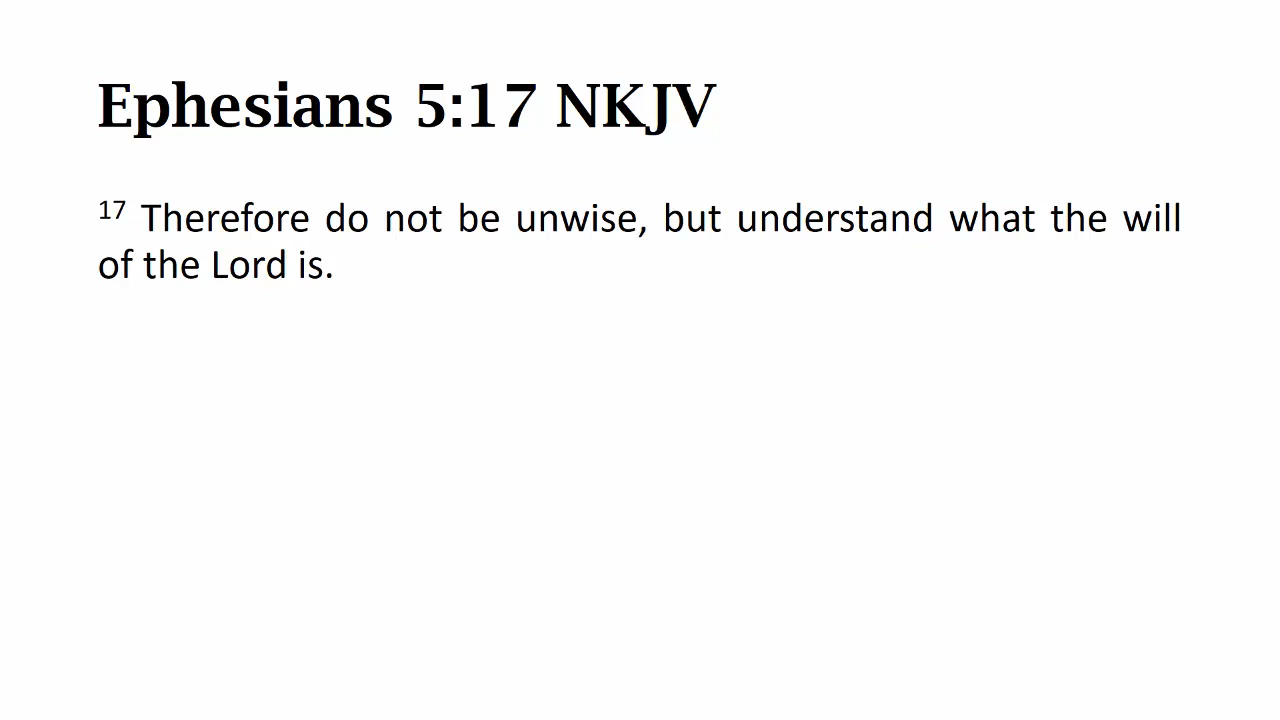 Ephesians 5:17 NKJV
17 Therefore do not be unwise, but understand what the will
of the Lord is.